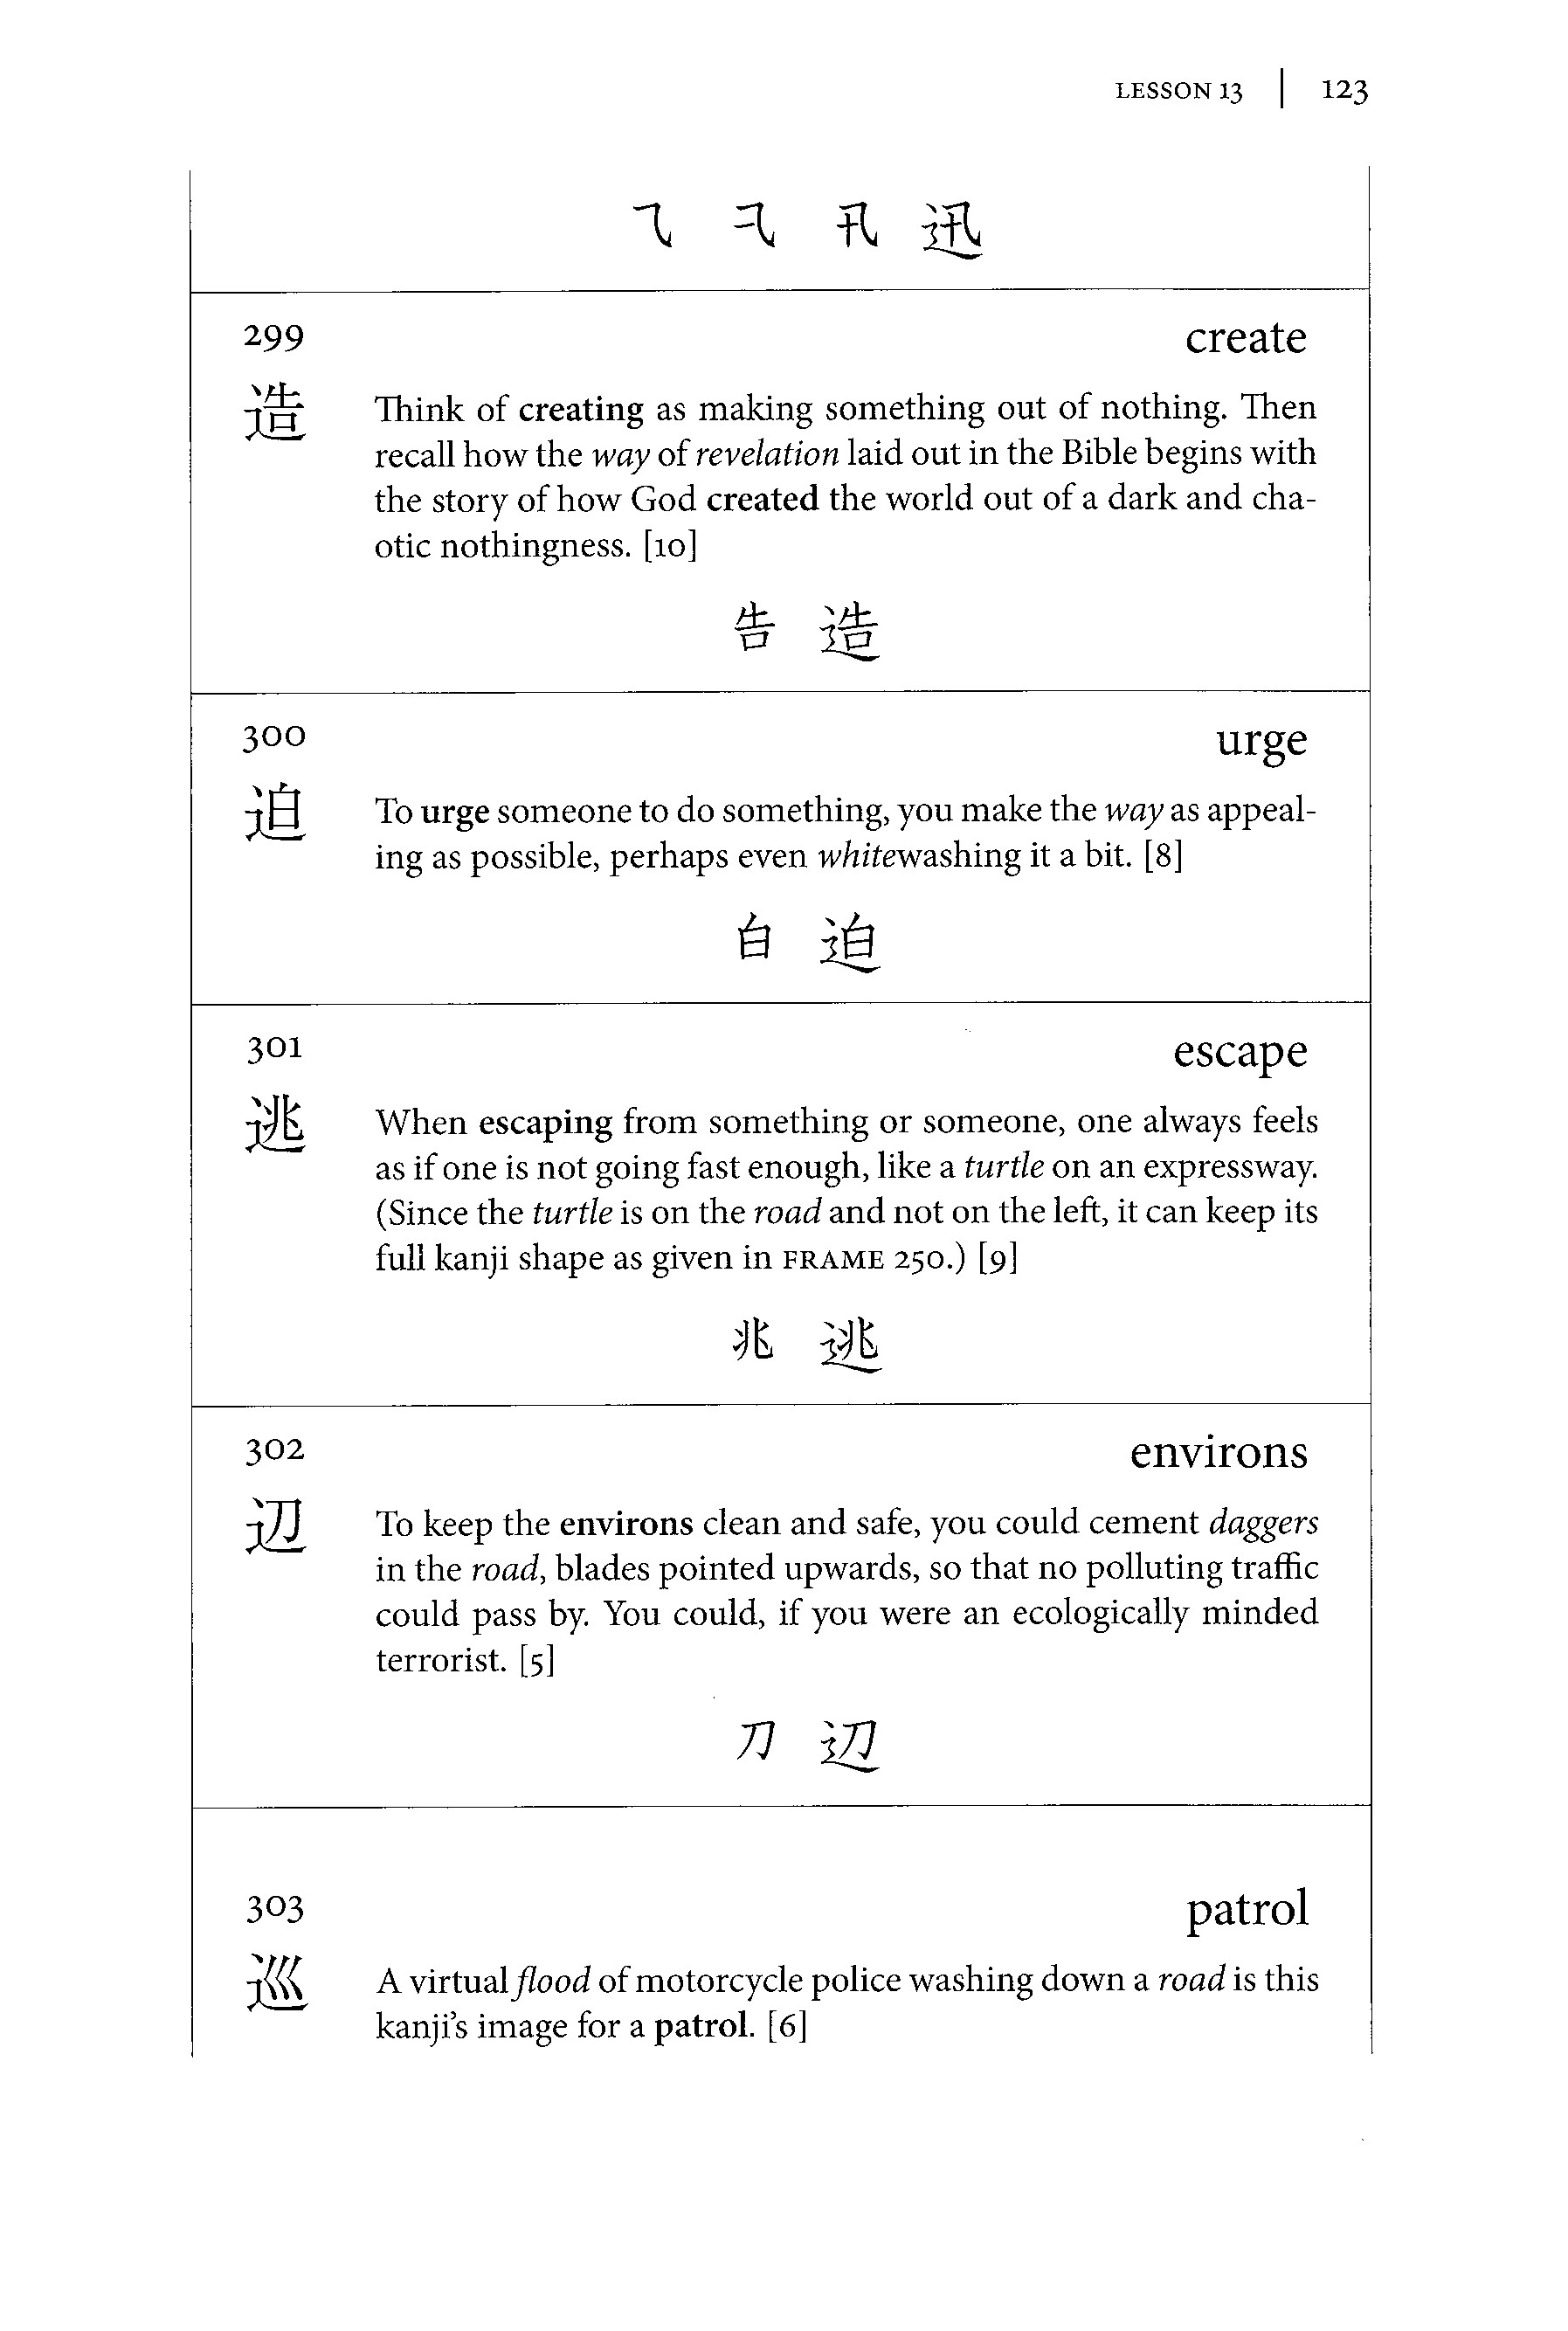 LESSON 13 | 123
⺄ 卂 迅
299 create
造 Think of creating as making something out of nothing. Then
recall how the way of revelation laid out in the Bible begins with
the story of how God created the world out of a dark and cha-
otic nothingness. [10]
告 造
300 urge
迫 To urge someone to do something, you make the way as appeal-
ing as possible, perhaps even whitewashing it a bit. [8]
白 迫
301 escape
逃 When escaping from something or someone, one always feels
as if one is not going fast enough, like a turtle on an expressway.
(Since the turtle is on the road and not on the left, it can keep its
full kanji shape as given in FRAME 250.) [9]
兆 逃
302 environs
辺 To keep the environs clean and safe, you could cement daggers
in the road, blades pointed upwards, so that no polluting traffic
could pass by. You could, if you were an ecologically minded
terrorist. [5]
刀 辺
303 patrol
巡 A virtual flood of motorcycle police washing down a road is this
kanji's image for a patrol. [6]